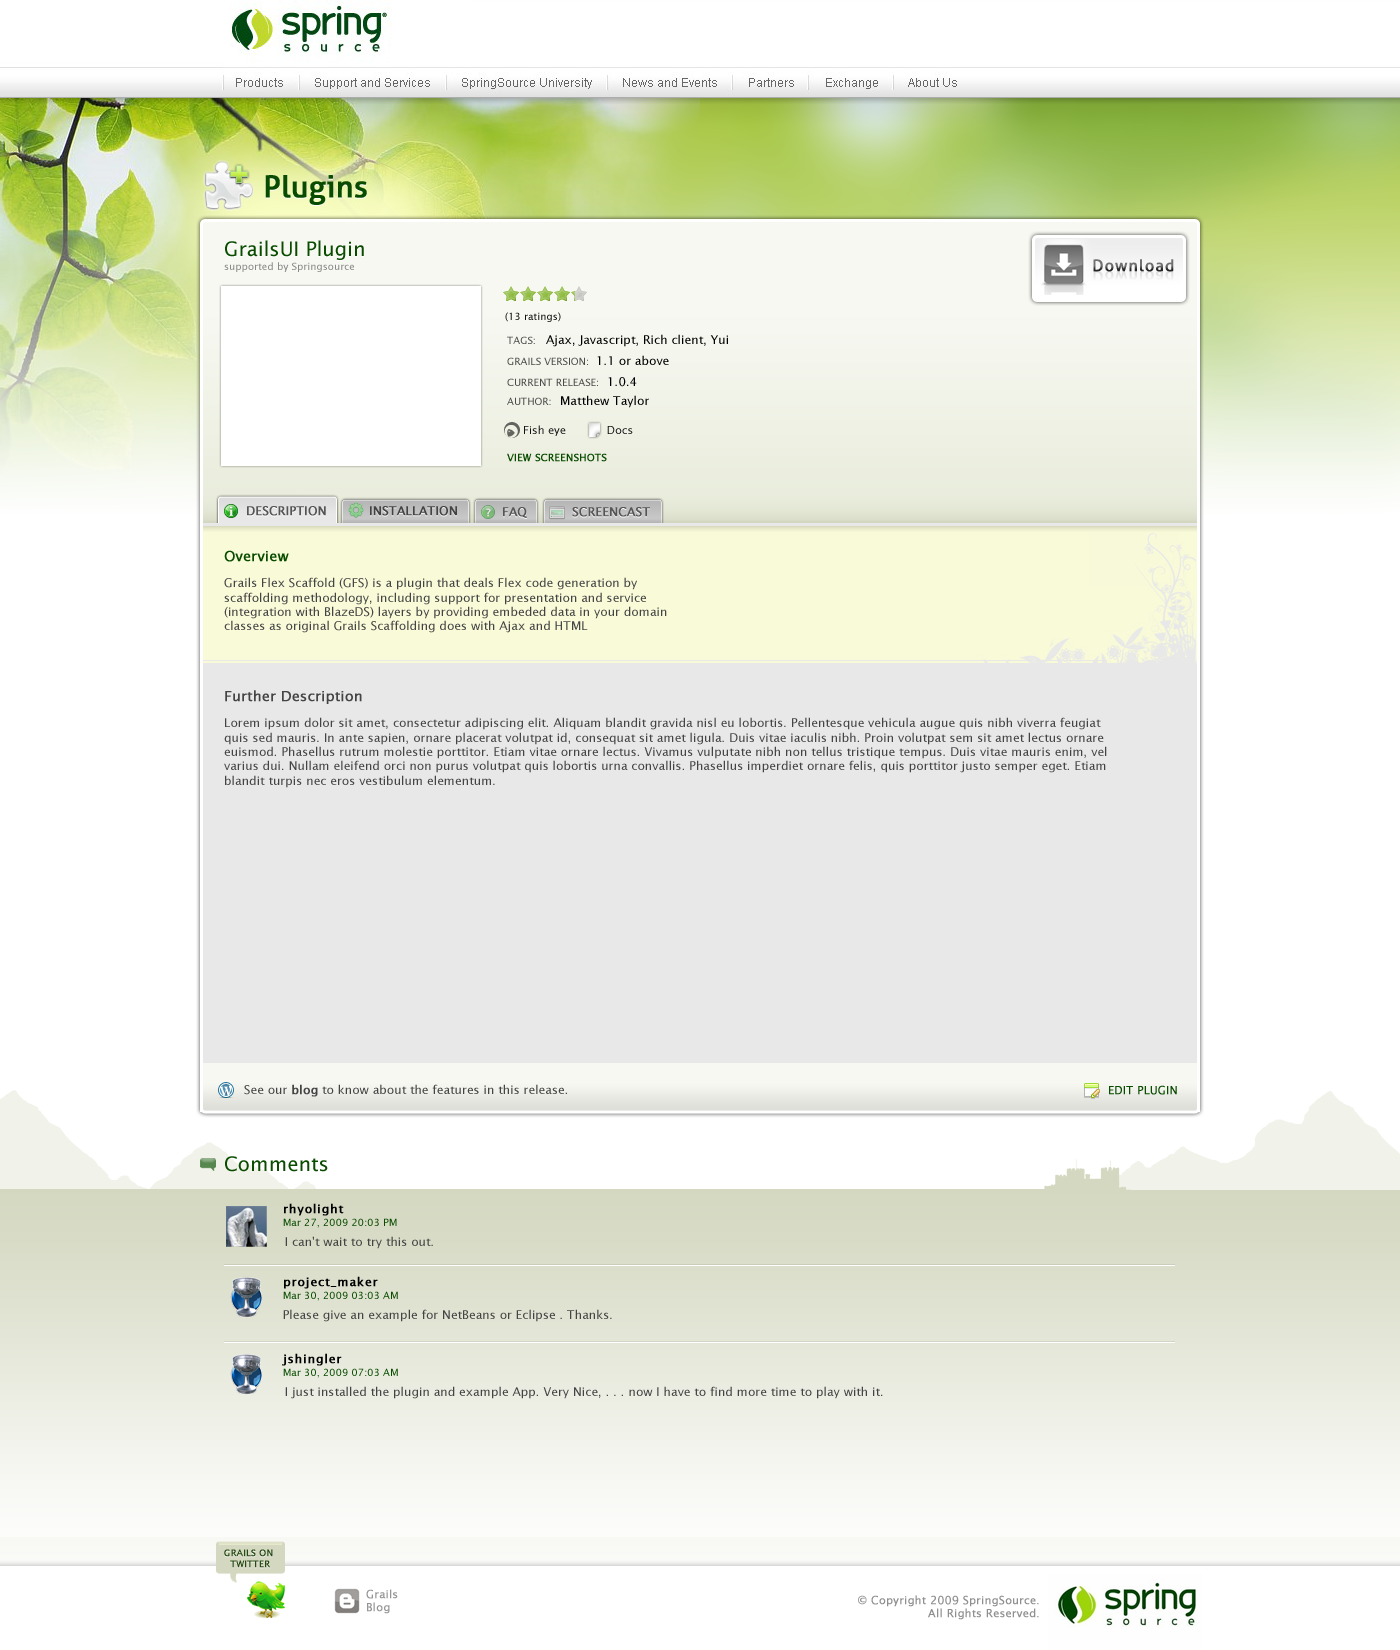 spring
source
Products Support and Services SpringSource University News and Events Partners Exchange About Us
Plugins
GrailsUI Plugin
supported by Springsource
Download
(13 ratings)
TAGS: Ajax, Javascript, Rich client, Yui
GRAILS VERSION: 1.1 or above
CURRENT RELEASE: 1.0.4
AUTHOR: Matthew Taylor
Fish eye Docs
VIEW SCREENSHOTS
DESCRIPTION INSTALLATION FAQ SCREENCAST
Overview
Grails Flex Scaffold (GFS) is a plugin that deals Flex code generation by
scaffolding methodology, including support for presentation and service
(integration with BlazeDS) layers by providing embeded data in your domain
classes as original Grails Scaffolding does with Ajax and HTML
Further Description
Lorem ipsum dolor sit amet, consectetur adipiscing elit. Aliquam blandit gravida nisl eu lobortis. Pellentesque vehicula augue quis nibh viverra feugiat
quis sed mauris. In ante sapien, ornare placerat volutpat id, consequat sit amet ligula. Duis vitae iaculis nibh. Proin volutpat sem sit amet lectus ornare
euismod. Phasellus rutrum molestie porttitor. Etiam vitae ornare lectus. Vivamus vulputate nibh non tellus tristique tempus. Duis vitae mauris enim, vel
varius dui. Nullam eleifend orci non purus volutpat quis lobortis urna convallis. Phasellus imperdiet ornare felis, quis porttitor justo semper eget. Etiam
blandit turpis nec eros vestibulum elementum.
See our blog to know about the features in this release.
EDIT PLUGIN
Comments
rhyolight
Mar 27, 2009 20:03 PM
I can't wait to try this out.
project_maker
Mar 30, 2009 03:03 AM
Please give an example for NetBeans or Eclipse . Thanks.
jshingler
Mar 30, 2009 07:03 AM
I just installed the plugin and example App. Very Nice, . . . now I have to find more time to play with it.
GRAILS ON
TWITTER
Grails
Blog
© Copyright 2009 SpringSource.
All Rights Reserved.
spring
source